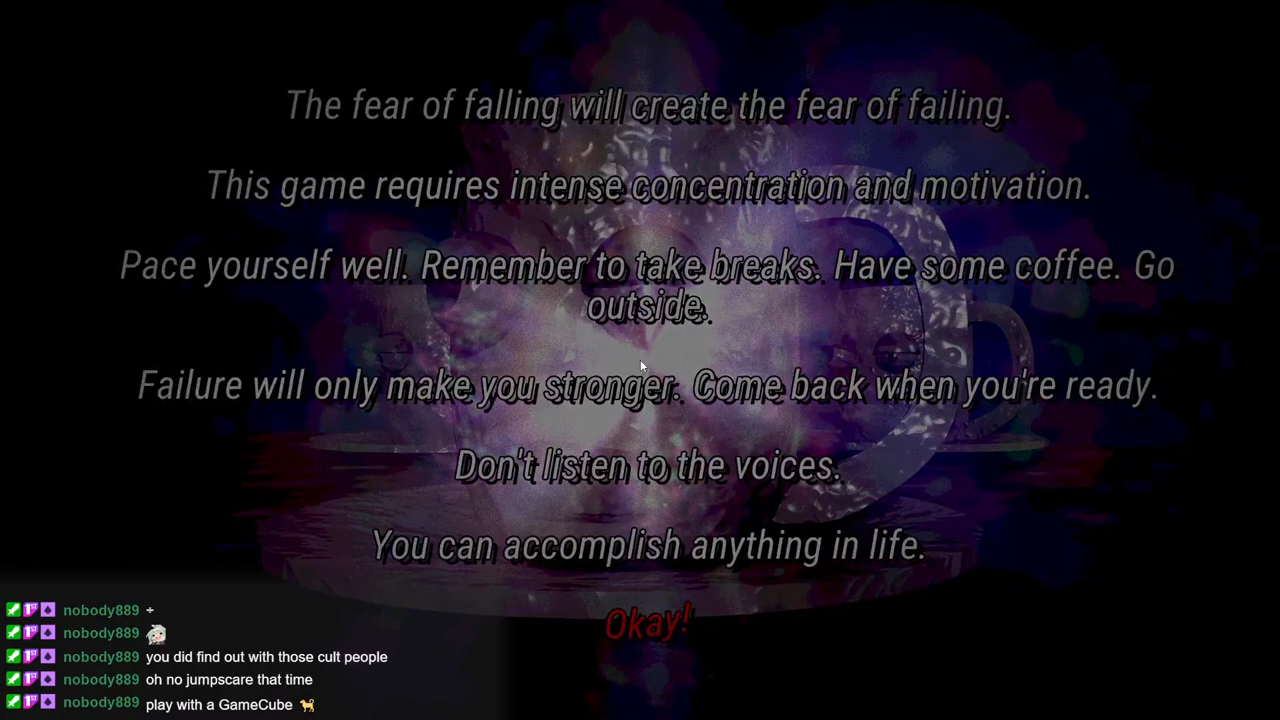 The fear of falling will create the fear of failing.
This game requires intense concentration and motivation.
Pace yourself well. Remember to take breaks. Have some coffee. Go
outside.
Failure will only make you stronger. Come back when you're ready.
Don't listen to the voices.
You can accomplish anything in life.
Okay!
nobody889 +
nobody889
nobody889 you did find out with those cult people
nobody889 oh no jumpscare that time
nobody889 play with a GameCube 🐕